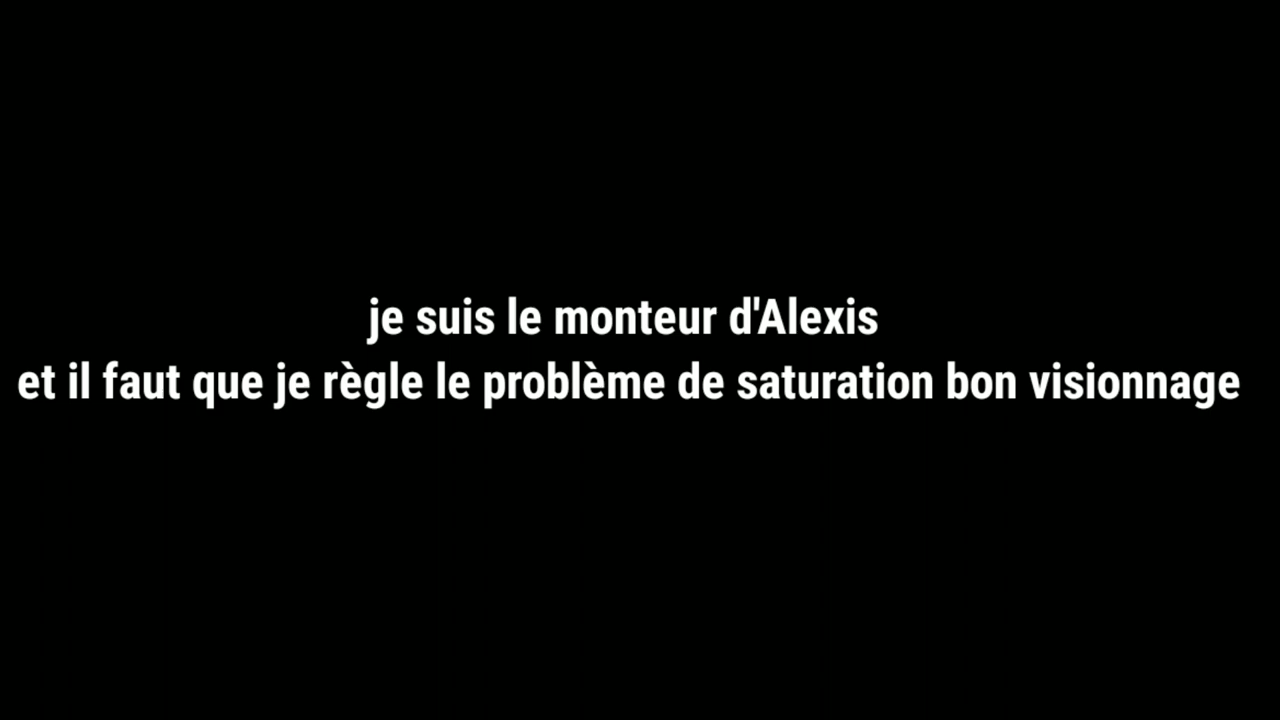 je suis le monteur d'Alexis
et il faut que je règle le problème de saturation bon visionnage